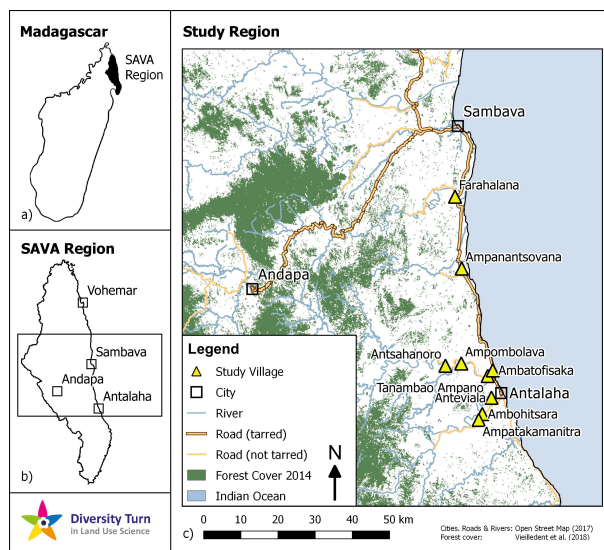 Madagascar
SAVA
Region
a)
SAVA Region
Vohemar
Sambava
Andapa
Antalaha
b)
Diversity Turn
in Land Use Science
Study Region
Sambava
Farahalana
Ampanantsovana
Andapa
Antsahanoro
Ampombolava
Ambatofisaka
Tanambao Ampano
Anteviala
Antalaha
Ambohitsara
Ampatakamanitra
Legend
Study Village
City
River
Road (tarred)
Road (not tarred)
Forest Cover 2014
Indian Ocean
N
c)
0 10 20 30 40 50 km
Cities. Roads & Rivers: Open Street Map (2017)
Forest cover: Vieilledent et al. (2018)